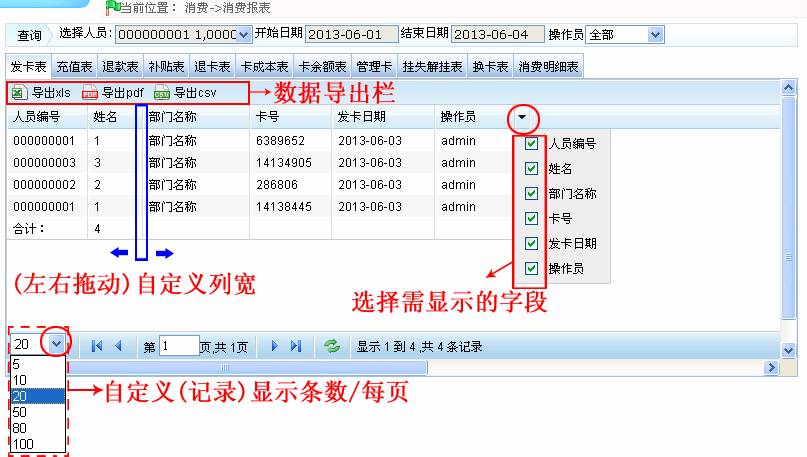 当前位置： 消费->消费报表
查询 选择人员: 000000001 1,0000 开始日期 2013-06-01 结束日期 2013-06-04 操作员 全部
发卡表 充值表 退款表 补贴表 退卡表 卡成本表 卡余额表 管理卡 挂失解挂表 换卡表 消费明细表
导出xls 导出pdf 导出csv 数据导出栏
人员编号 姓名 部门名称 卡号 发卡日期 操作员
000000001 1 部门名称 6389652 2013-06-03 admin
000000003 3 部门名称 14134905 2013-06-03 admin
000000002 2 部门名称 286806 2013-06-03 admin
000000001 1 部门名称 14138445 2013-06-03 admin
合计： 4
人员编号
姓名
部门名称
卡号
发卡日期
操作员
(左右拖动)自定义列宽
选择需显示的字段
20 第 1 页,共 1页 显示 1 到 4 ,共 4 条记录
5
10
20
50
80
100
自定义(记录)显示条数/每页